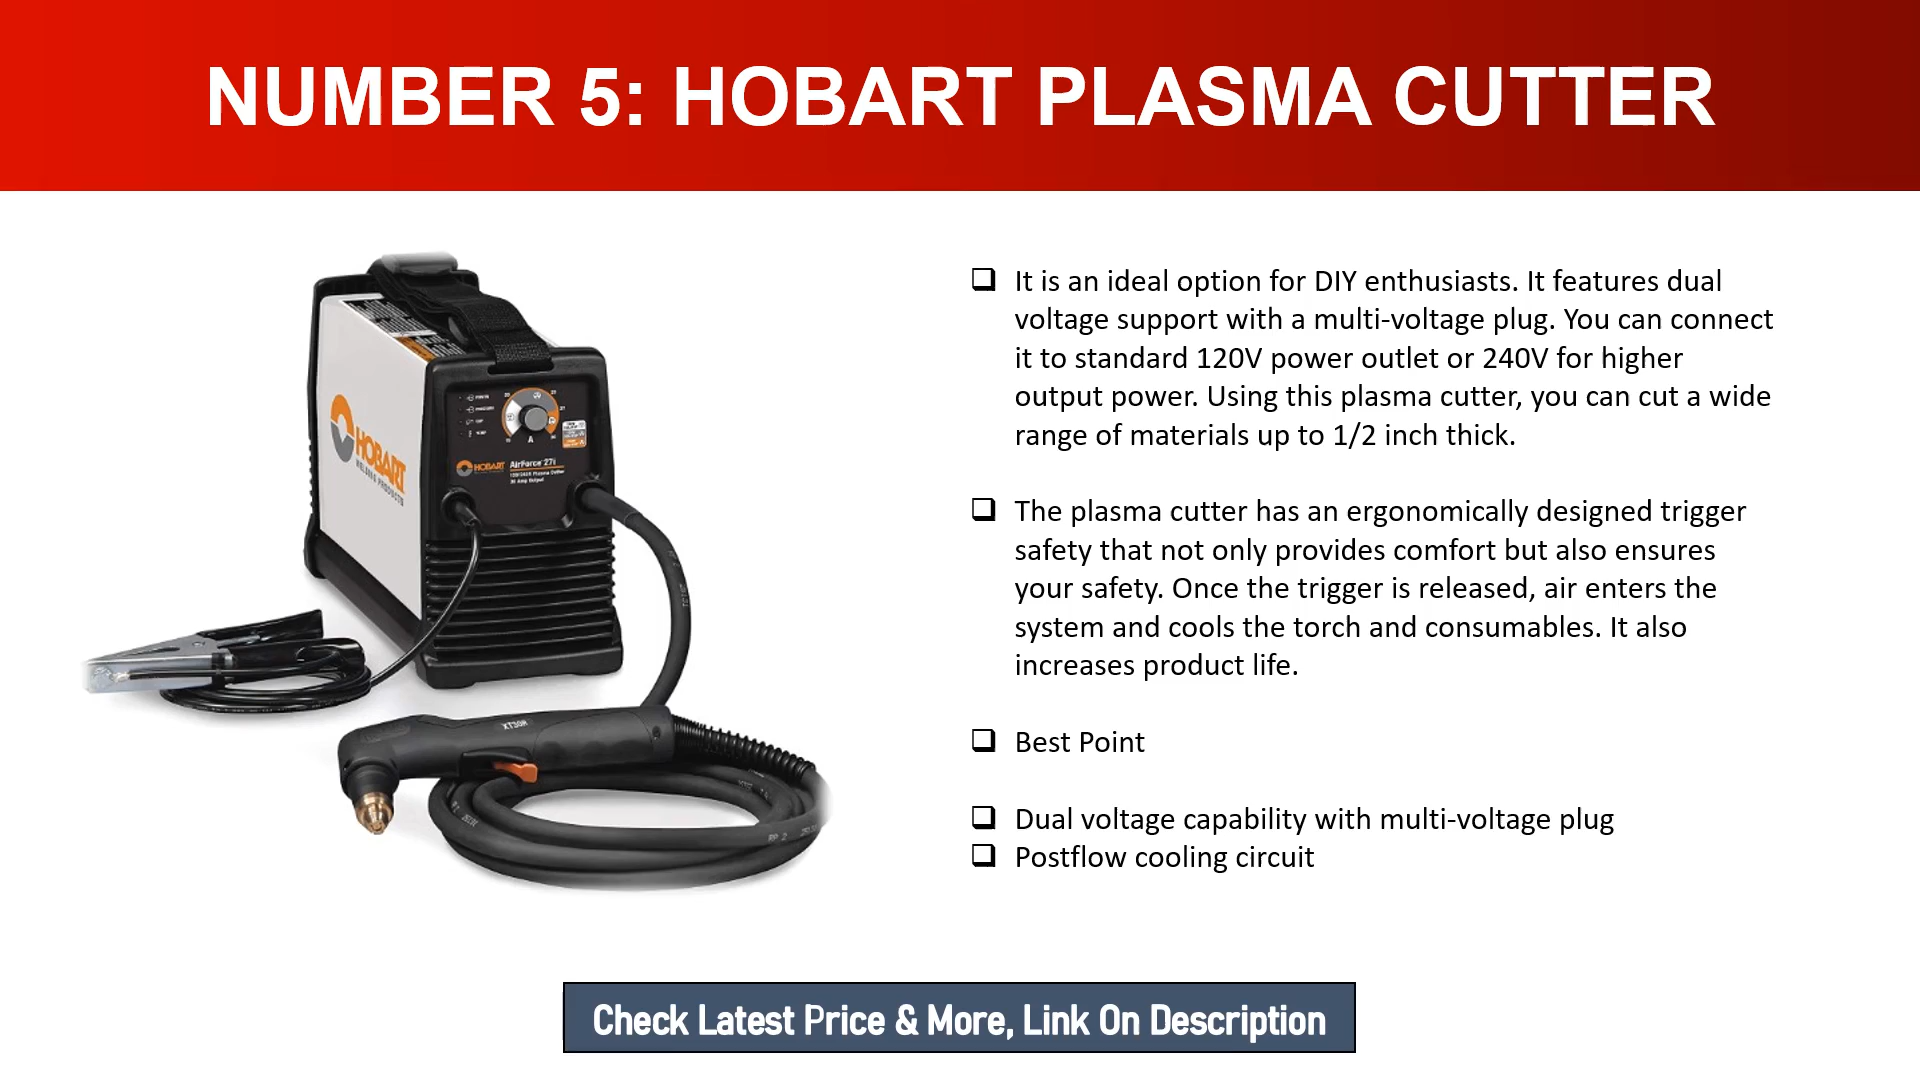 NUMBER 5: HOBART PLASMA CUTTER
HOBART
WELDING PRODUCTS
HOBART AirForce 27i
30 Amp Output
XT30R
It is an ideal option for DIY enthusiasts. It features dual
voltage support with a multi-voltage plug. You can connect
it to standard 120V power outlet or 240V for higher
output power. Using this plasma cutter, you can cut a wide
range of materials up to 1/2 inch thick.
The plasma cutter has an ergonomically designed trigger
safety that not only provides comfort but also ensures
your safety. Once the trigger is released, air enters the
system and cools the torch and consumables. It also
increases product life.
Best Point
Dual voltage capability with multi-voltage plug
Postflow cooling circuit
Check Latest Price & More, Link On Description